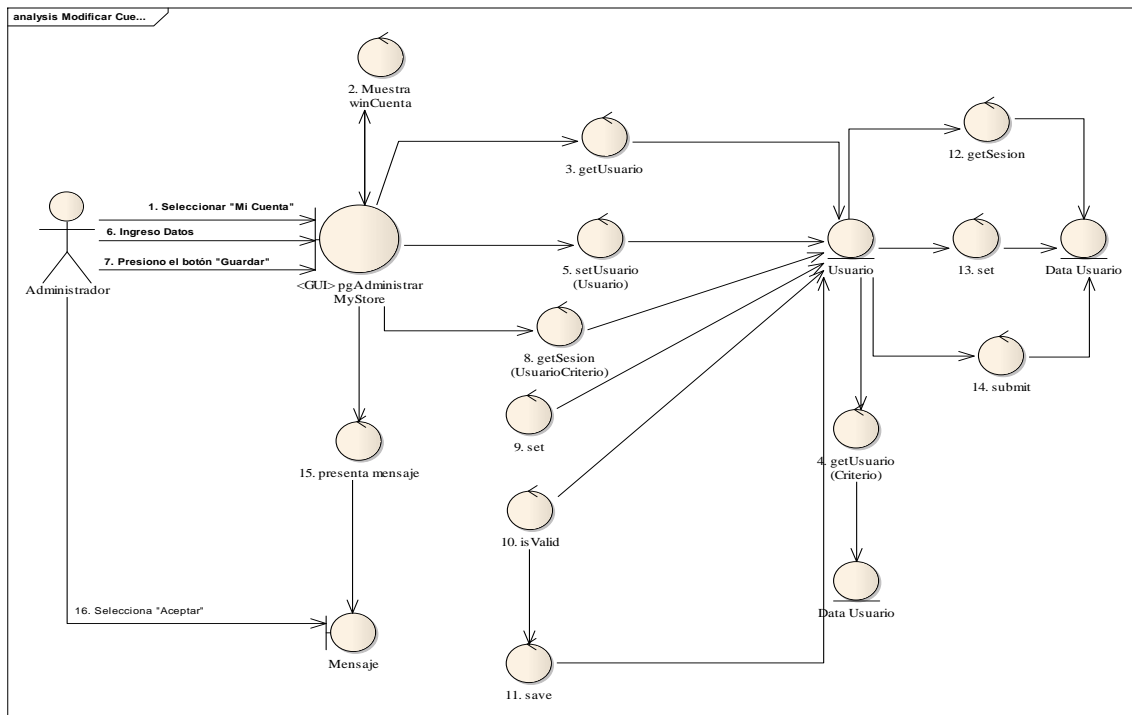 analysis Modificar Cue...
2. Muestra
winCuenta
12. getSesion
3. getUsuario
1. Seleccionar "Mi Cuenta"
6. Ingreso Datos
7. Presiono el botón "Guardar"
Administrador
<GUI> pgAdministrar
MyStore
5. setUsuario
(Usuario)
Usuario
13. set
Data Usuario
8. getSesion
(UsuarioCriterio)
14. submit
9. set
4. getUsuario
(Criterio)
15. presenta mensaje
10. isValid
Data Usuario
16. Selecciona "Aceptar"
Mensaje
11. save